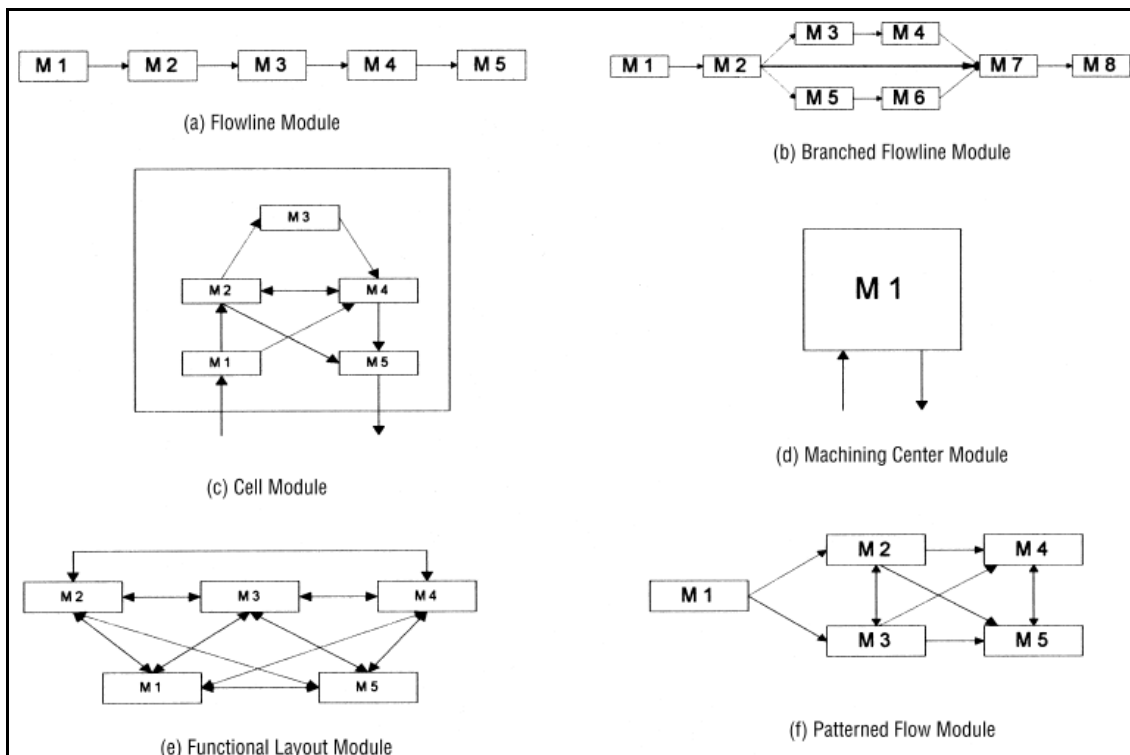 M 1 M 2 M 3 M 4 M 5
(a) Flowline Module
M 3 M 4
M 1 M 2 M 7 M 8
M 5 M 6
(b) Branched Flowline Module
M 3
M 2 M 4
M 1 M 5
(c) Cell Module
M 1
(d) Machining Center Module
M 2 M 3 M 4
M 1 M 5
(e) Functional Layout Module
M 2 M 4
M 1
M 3 M 5
(f) Patterned Flow Module